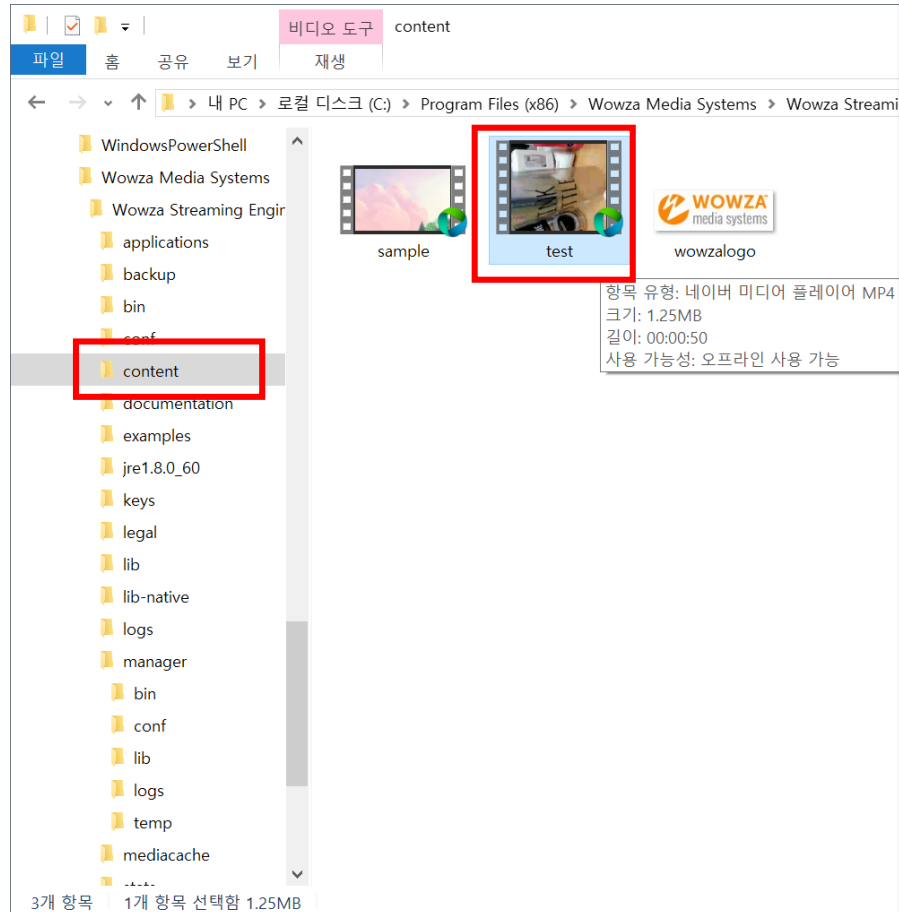 비디오 도구 content
파일 홈 공유 보기 재생
내 PC > 로컬 디스크 (C:) > Program Files (x86) > Wowza Media Systems > Wowza Streami
WindowsPowerShell
Wowza Media Systems
Wowza Streaming Engin
applications
backup
bin
conf
content
documentation
examples
jre1.8.0_60
keys
legal
lib
lib-native
logs
manager
bin
conf
lib
logs
temp
mediacache
sample
test
WOWZA
media systems
wowzalogo
항목 유형: 네이버 미디어 플레이어 MP4
크기: 1.25MB
길이: 00:00:50
사용 가능성: 오프라인 사용 가능
3개 항목 1개 항목 선택함 1.25MB